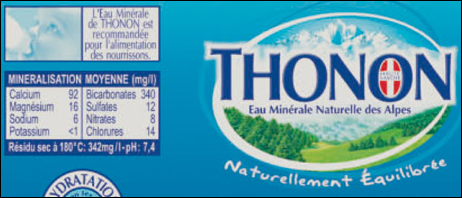 L'Eau Minérale
de THONON est
recommandée
pour l'alimentation
des nourrissons.
MINERALISATION MOYENNE (mg/l)
Calcium 92 Bicarbonates 340
Magnésium 16 Sulfates 12
Sodium 6 Nitrates 8
Potassium <1 Chlorures 14
Résidu sec à 180°C: 342mg/l-pH: 7,4
THONON
HAUTE SAVOIE
Eau Minérale Naturelle des Alpes
Naturellement Équilibrée